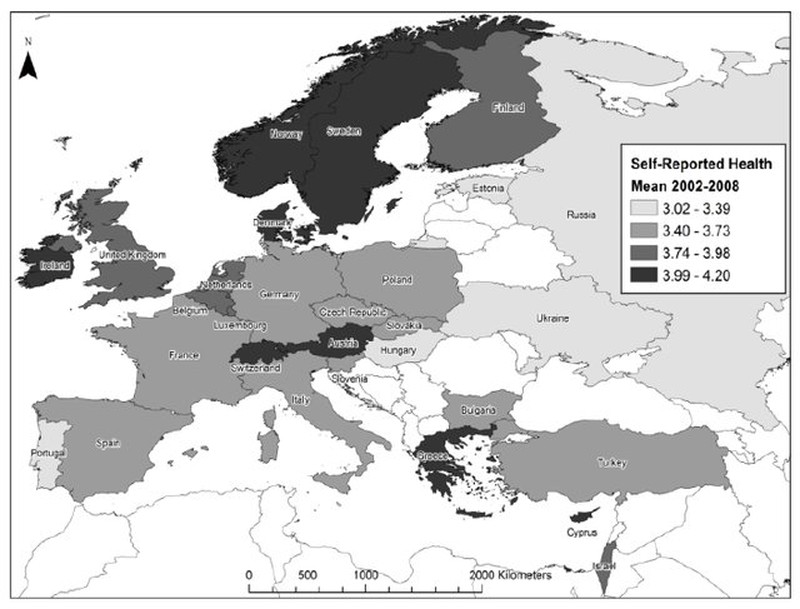 N
Norway
Sweden
Finland
Self-Reported Health
Mean 2002-2008
3.02 - 3.39
3.40 - 3.73
3.74 - 3.98
3.99 - 4.20
Estonia
Russia
Denmark
Ireland
United Kingdom
Netherlands
Poland
Germany
Belgium
Czech Republic
Ukraine
Luxembourg
Slovakia
Austria
Hungary
France
Switzerland
Slovenia
Italy
Bulgaria
Spain
Portugal
Greece
Turkey
Cyprus
Israel
0 500 1000 2000 Kilometers